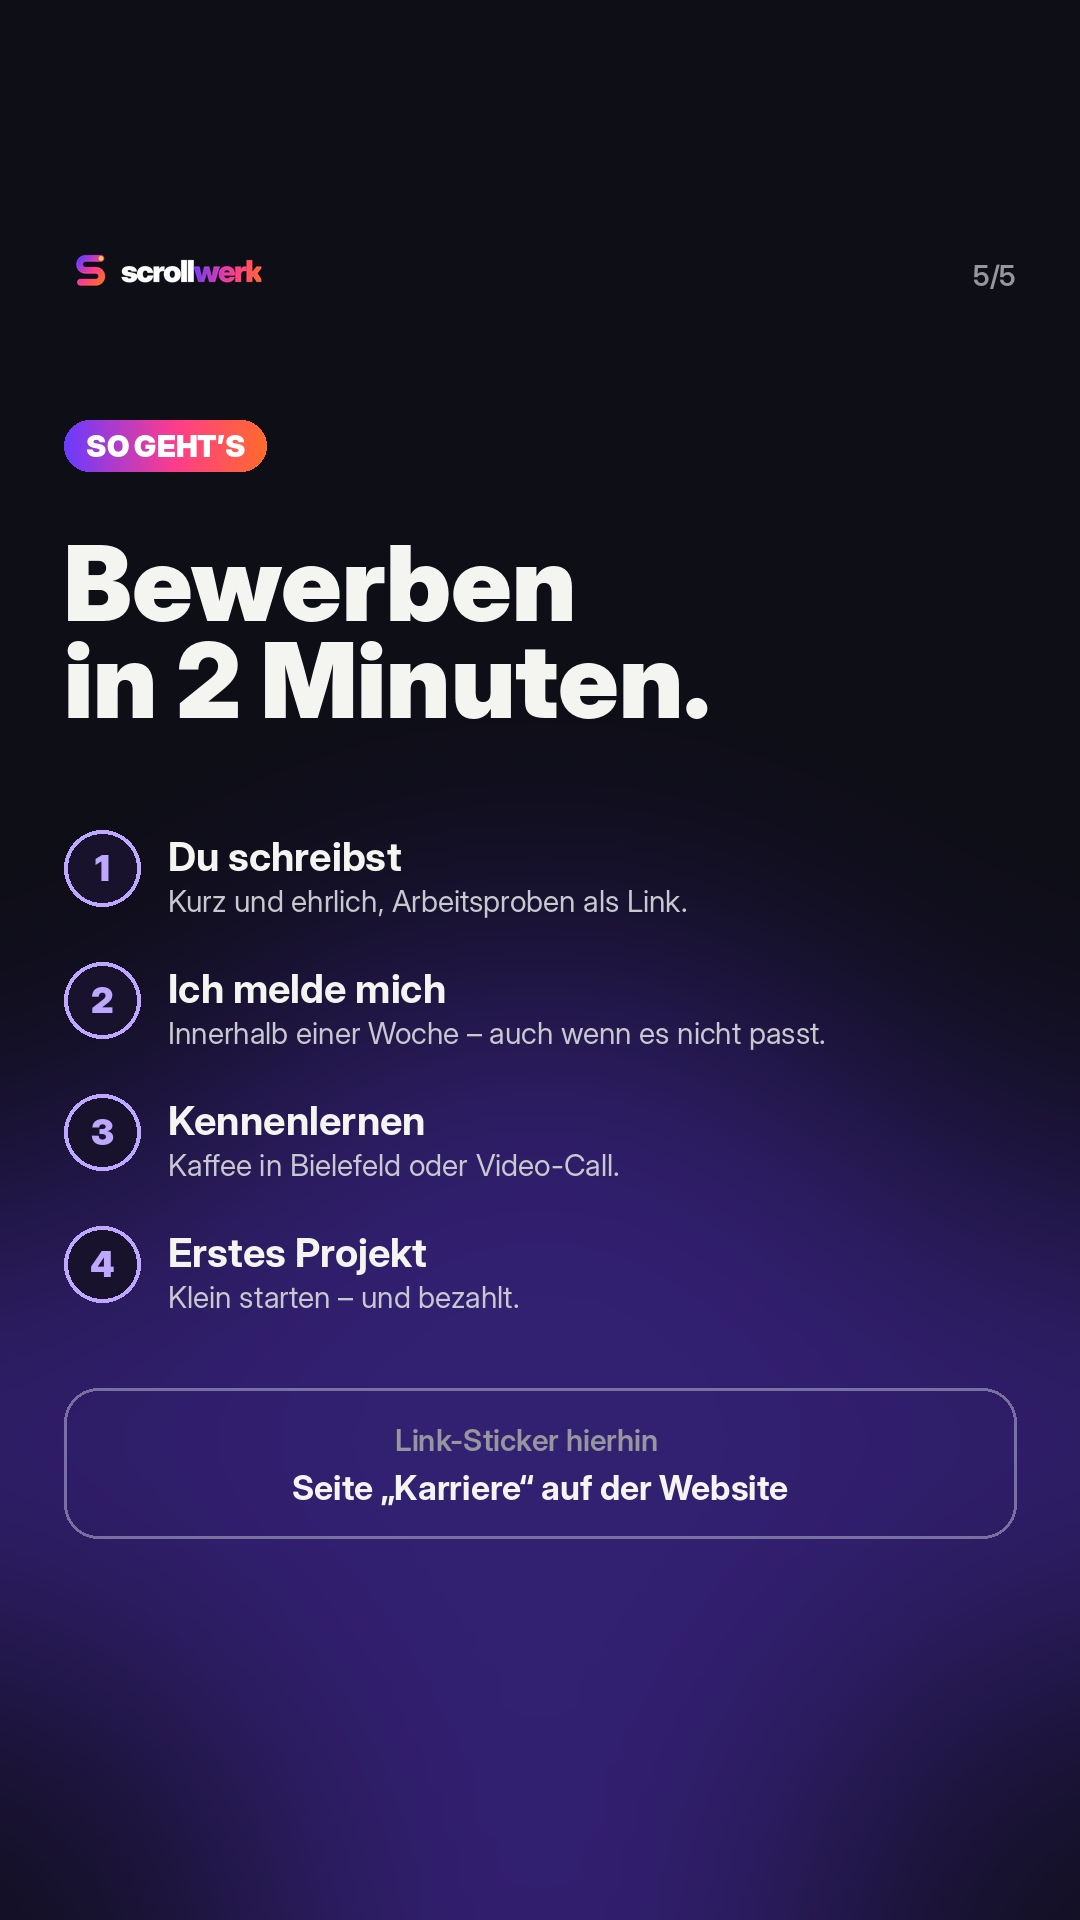 scrollwerk
5/5
SO GEHT’S
Bewerben
in 2 Minuten.
1
Du schreibst
Kurz und ehrlich, Arbeitsproben als Link.
2
Ich melde mich
Innerhalb einer Woche – auch wenn es nicht passt.
3
Kennenlernen
Kaffee in Bielefeld oder Video-Call.
4
Erstes Projekt
Klein starten – und bezahlt.
Link-Sticker hierhin
Seite „Karriere“ auf der Website